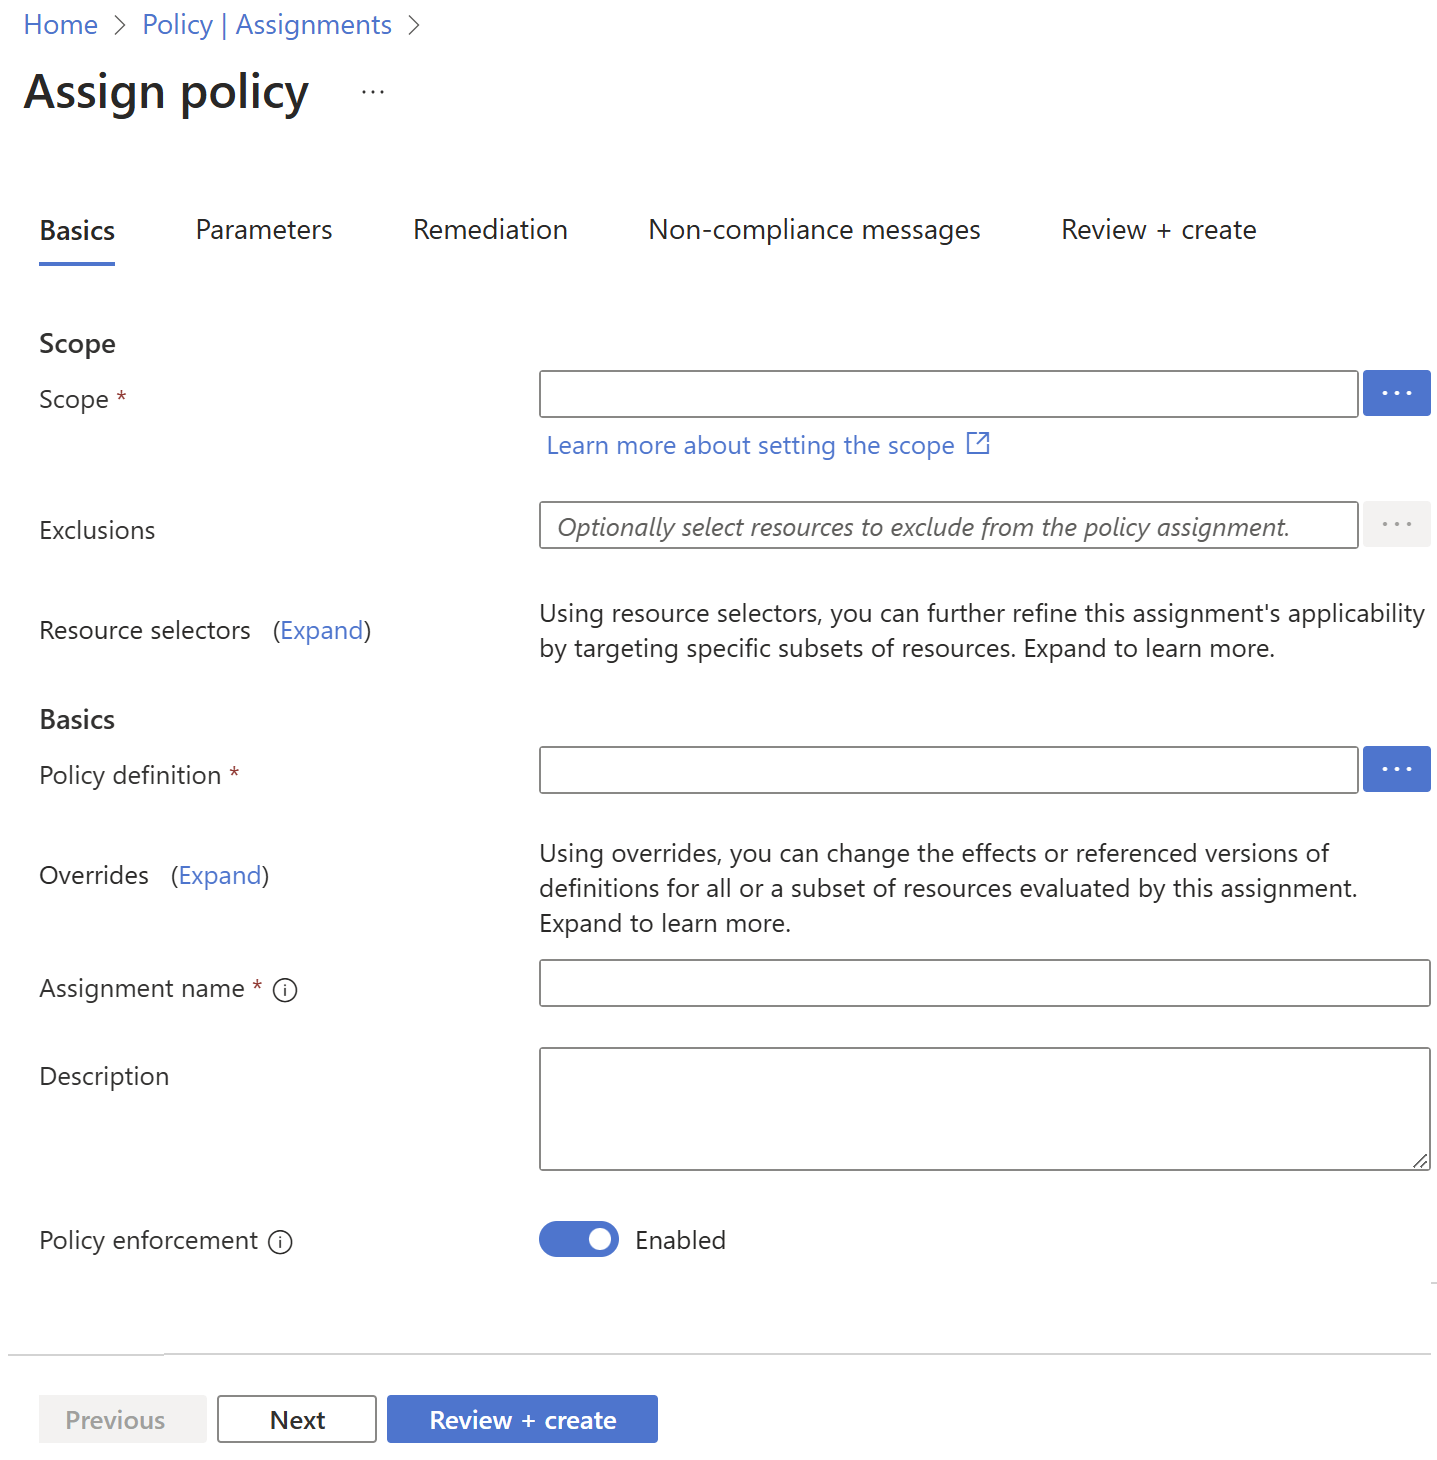 Home > Policy | Assignments >
Assign policy ...
Basics Parameters Remediation Non-compliance messages Review + create
Scope
Scope * ...
Learn more about setting the scope
Exclusions Optionally select resources to exclude from the policy assignment. ...
Resource selectors (Expand) Using resource selectors, you can further refine this assignment's applicability
by targeting specific subsets of resources. Expand to learn more.
Basics
Policy definition * ...
Overrides (Expand) Using overrides, you can change the effects or referenced versions of
definitions for all or a subset of resources evaluated by this assignment.
Expand to learn more.
Assignment name *
Description
Policy enforcement Enabled
Previous Next Review + create